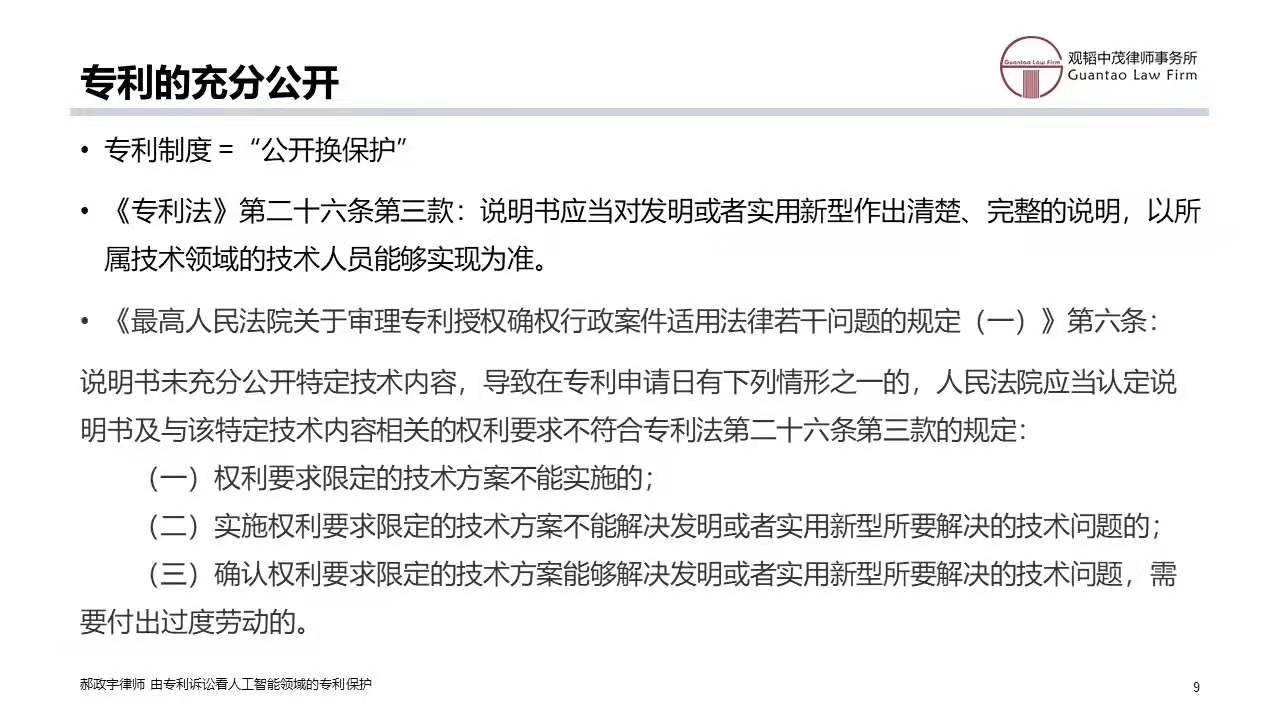 专利的充分公开
Guantao Law Firm
观韬中茂律师事务所
Guantao Law Firm
• 专利制度 = “公开换保护”
• 《专利法》第二十六条第三款：说明书应当对发明或者实用新型作出清楚、完整的说明，以所
属技术领域的技术人员能够实现为准。
• 《最高人民法院关于审理专利授权确权行政案件适用法律若干问题的规定（一）》第六条：
说明书未充分公开特定技术内容，导致在专利申请日有下列情形之一的，人民法院应当认定说
明书及与该特定技术内容相关的权利要求不符合专利法第二十六条第三款的规定：
（一）权利要求限定的技术方案不能实施的；
（二）实施权利要求限定的技术方案不能解决发明或者实用新型所要解决的技术问题的；
（三）确认权利要求限定的技术方案能够解决发明或者实用新型所要解决的技术问题，需
要付出过度劳动的。
郝政宇律师 由专利诉讼看人工智能领域的专利保护
9